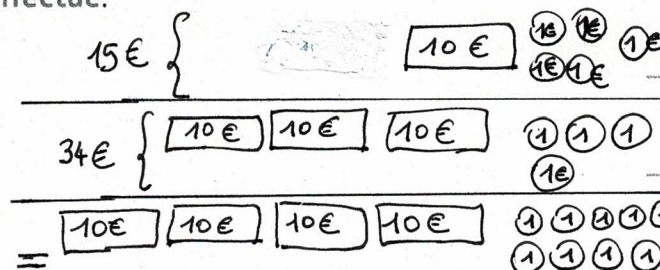 15 € 10 € 1€ 1€ 1€ 1€ 1€
34€ 10 € 10 € 10 € 1 1 1
1€
= 10€ 10 € 10 € 10 € 1 1 1 1
1 1 1 1